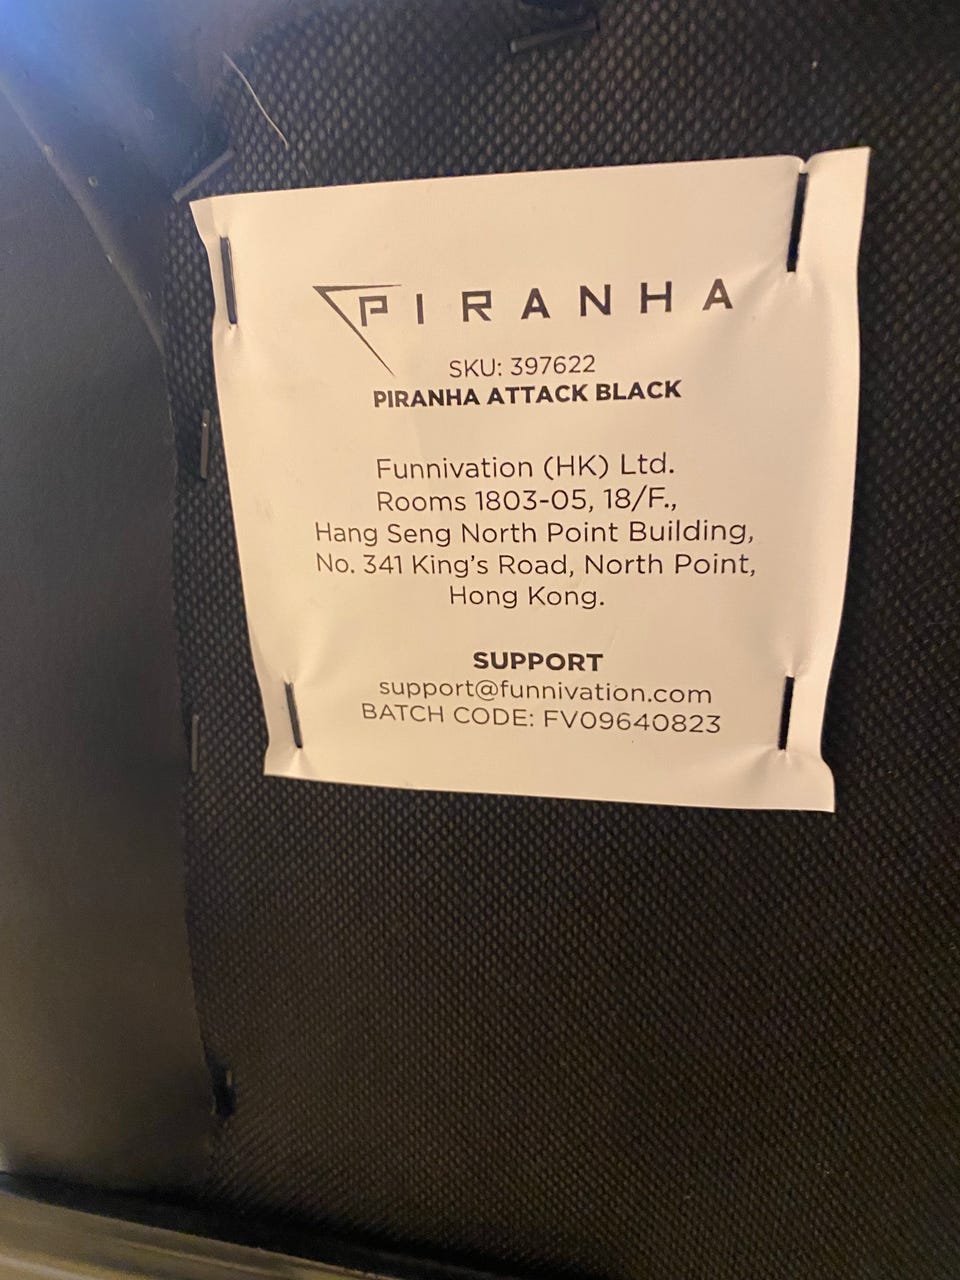 PIRANHA
SKU: 397622
PIRANHA ATTACK BLACK
Funnivation (HK) Ltd.
Rooms 1803-05, 18/F.,
Hang Seng North Point Building,
No. 341 King's Road, North Point,
Hong Kong.
SUPPORT
support@funnivation.com
BATCH CODE: FV09640823